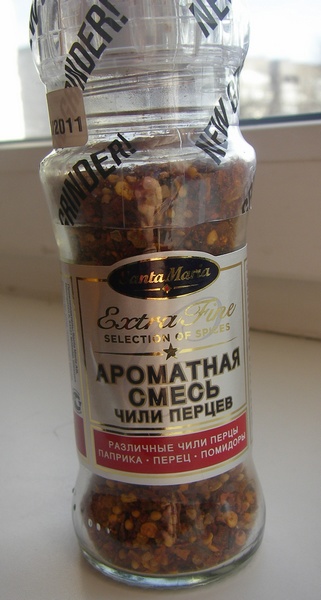 GRINDER!
NEW
2011
GRINDER!
NEW
Santa Maria
Extra Fine
SELECTION OF SPICES
АРОМАТНАЯ
СМЕСЬ
ЧИЛИ ПЕРЦЕВ
РАЗЛИЧНЫЕ ЧИЛИ ПЕРЦЫ
ПАПРИКА · ПЕРЕЦ · ПОМИДОРЫ